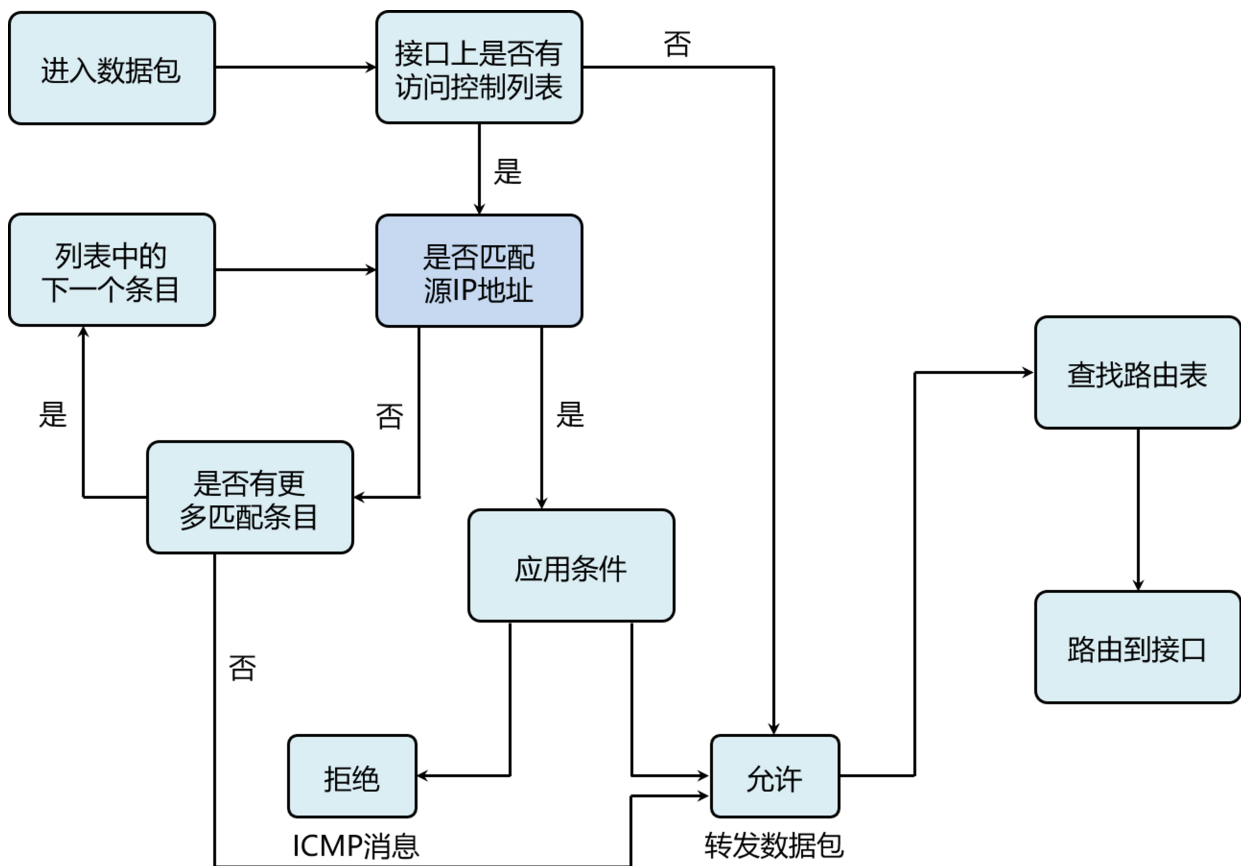 进入数据包
接口上是否有
访问控制列表
否
是
列表中的
下一个条目
是否匹配
源IP地址
查找路由表
是
否
是
是否有更
多匹配条目
应用条件
路由到接口
否
拒绝
允许
ICMP消息
转发数据包